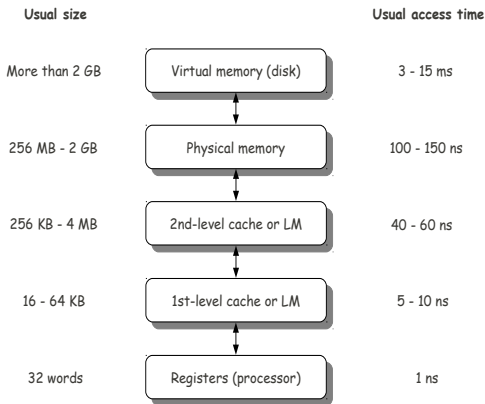 Usual size Usual access time
More than 2 GB Virtual memory (disk) 3 - 15 ms
256 MB - 2 GB Physical memory 100 - 150 ns
256 KB - 4 MB 2nd-level cache or LM 40 - 60 ns
16 - 64 KB 1st-level cache or LM 5 - 10 ns
32 words Registers (processor) 1 ns